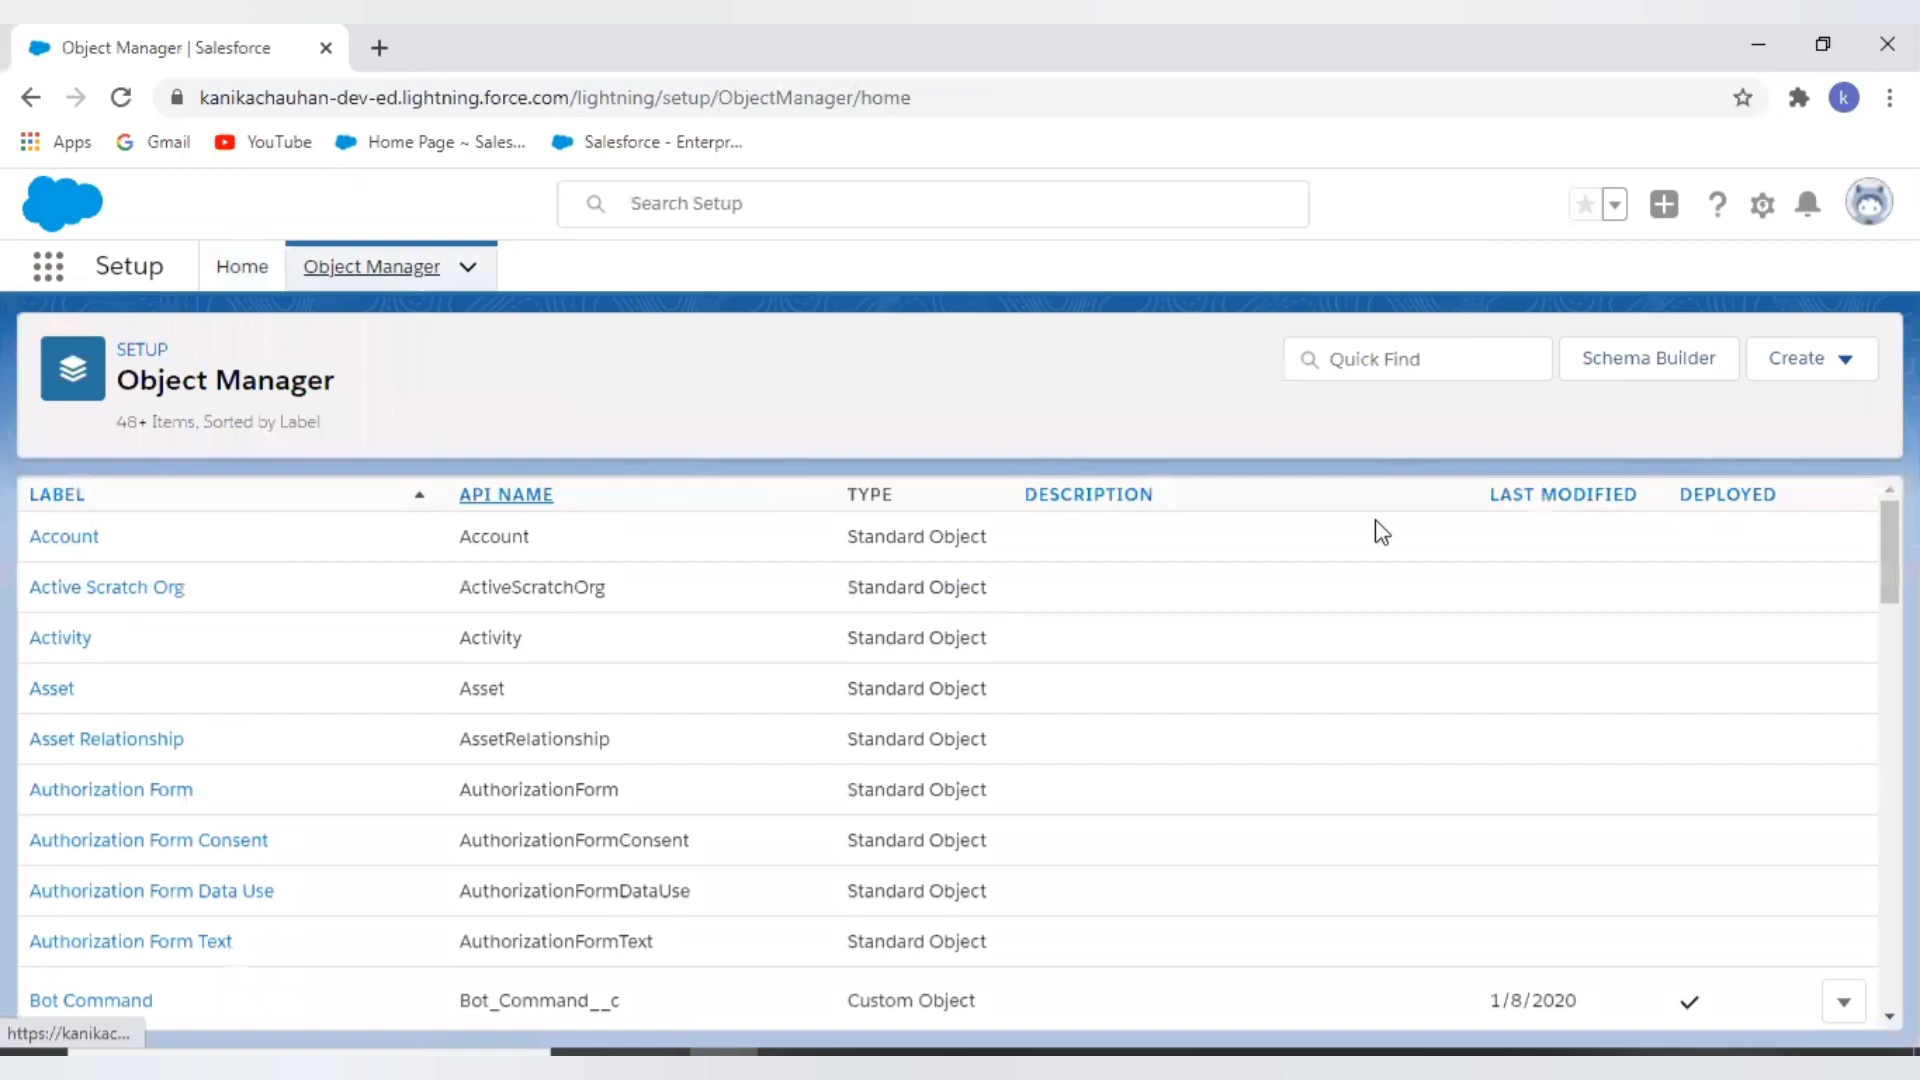 Object Manager | Salesforce
kanikachauhan-dev-ed.lightning.force.com/lightning/setup/ObjectManager/home
k
Apps Gmail YouTube Home Page ~ Sales... Salesforce - Enterpr...
Search Setup
Setup Home Object Manager
SETUP
Object Manager
48+ Items, Sorted by Label
Quick Find Schema Builder Create
LABEL API NAME TYPE DESCRIPTION LAST MODIFIED DEPLOYED
Account Account Standard Object
Active Scratch Org ActiveScratchOrg Standard Object
Activity Activity Standard Object
Asset Asset Standard Object
Asset Relationship AssetRelationship Standard Object
Authorization Form AuthorizationForm Standard Object
Authorization Form Consent AuthorizationFormConsent Standard Object
Authorization Form Data Use AuthorizationFormDataUse Standard Object
Authorization Form Text AuthorizationFormText Standard Object
Bot Command Bot_Command__c Custom Object 1/8/2020
https://kanikac...